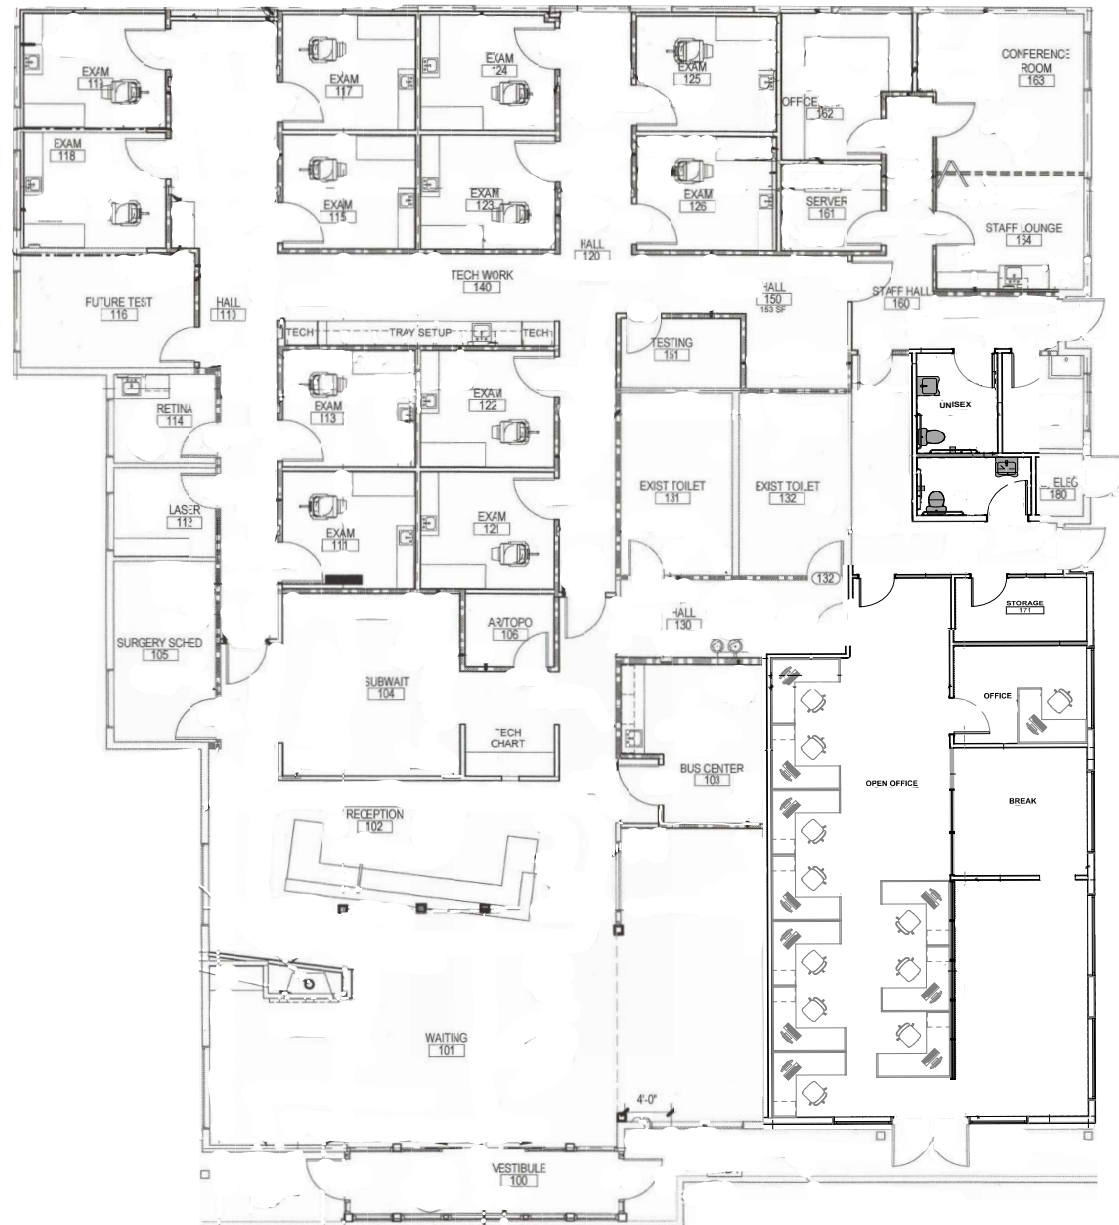 EXAM
117
EXAM
124
EXAM
125
OFFICE
162
CONFERENCE
ROOM
163
EXAM
EXAM
118
EXAM
115
EXAM
123
EXAM
126
SERVER
161
STAFF LOUNGE
HALL
120
TECH WORK
140
HALL
150
153 SF
STAFF HALL
160
FUTURE TEST
116
HALL
TECH
TRAY SETUP
TECH
TESTING
151
RETINA
114
EXAM
113
EXAM
122
UNISEX
LASER
EXAM
111
EXAM
121
EXIST TOILET
131
EXIST TOILET
132
ELEC
180
132
SURGERY SCHED
105
AR/TOPO
106
HALL
130
STORAGE
171
SUBWAIT
104
OFFICE
TECH
CHART
BUS CENTER
103
OPEN OFFICE
BREAK
RECEPTION
102
WAITING
101
4'-0"
VESTIBULE
100